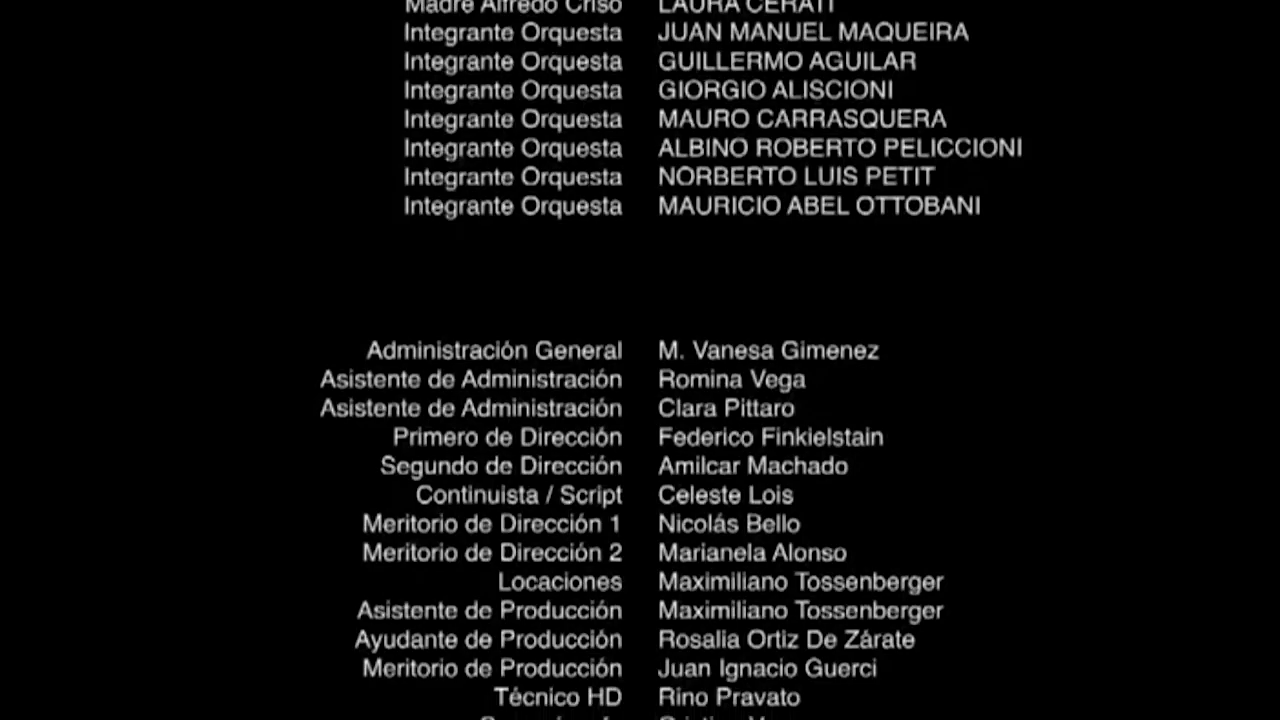 Madre Alfredo Criso LAURA CERATI
Integrante Orquesta JUAN MANUEL MAQUEIRA
Integrante Orquesta GUILLERMO AGUILAR
Integrante Orquesta GIORGIO ALISCIONI
Integrante Orquesta MAURO CARRASQUERA
Integrante Orquesta ALBINO ROBERTO PELICCIONI
Integrante Orquesta NORBERTO LUIS PETIT
Integrante Orquesta MAURICIO ABEL OTTOBANI
Administración General M. Vanesa Gimenez
Asistente de Administración Romina Vega
Asistente de Administración Clara Pittaro
Primero de Dirección Federico Finkielstain
Segundo de Dirección Amilcar Machado
Continuista / Script Celeste Lois
Meritorio de Dirección 1 Nicolás Bello
Meritorio de Dirección 2 Marianela Alonso
Locaciones Maximiliano Tossenberger
Asistente de Producción Maximiliano Tossenberger
Ayudante de Producción Rosalia Ortiz De Zárate
Meritorio de Producción Juan Ignacio Guerci
Técnico HD Rino Pravato